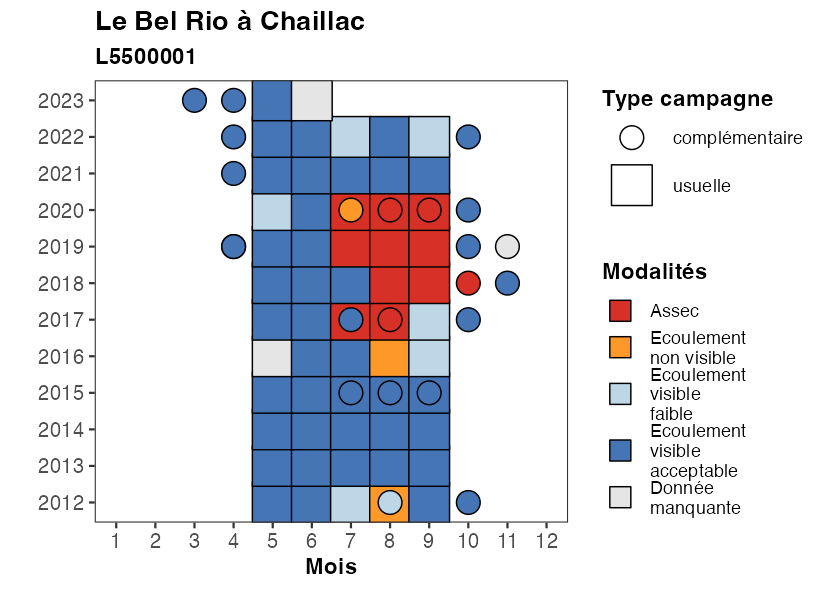 Le Bel Rio à Chaillac
L5500001
2023
2022
2021
2020
2019
2018
2017
2016
2015
2014
2013
2012
1 2 3 4 5 6 7 8 9 10 11 12
Mois
Type campagne
complémentaire
usuelle
Modalités
Assec
Ecoulement
non visible
Ecoulement
visible
faible
Ecoulement
visible
acceptable
Donnée
manquante